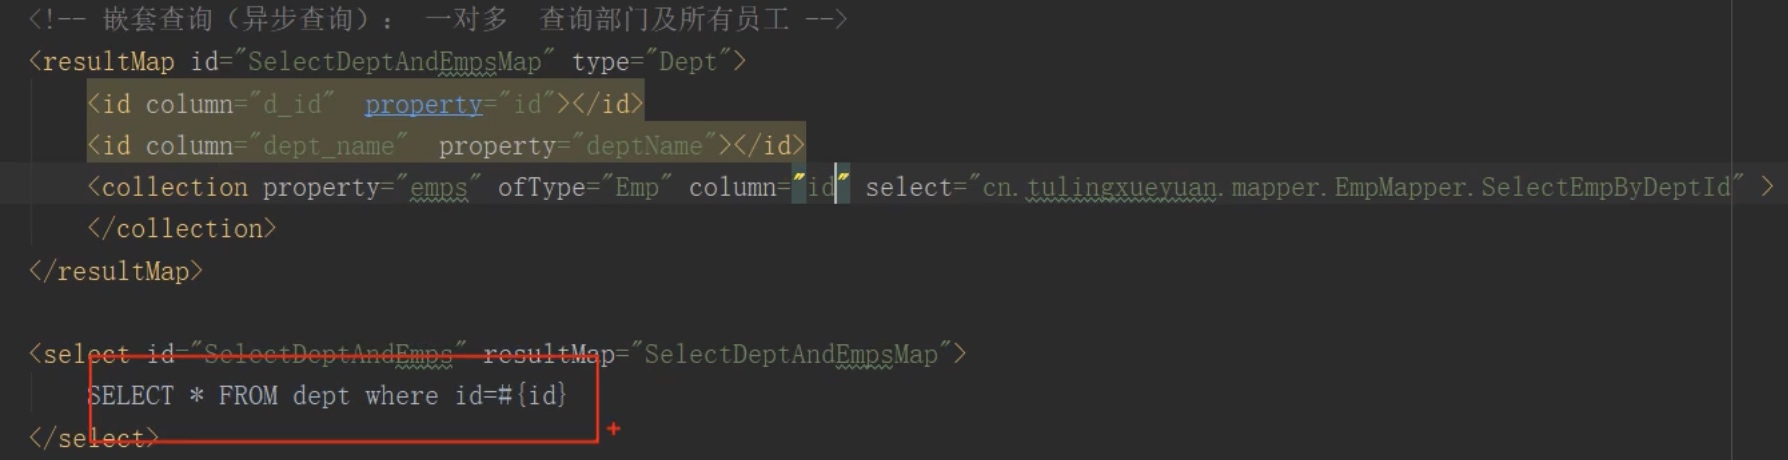 <!-- 嵌套查询（异步查询）： 一对多  查询部门及所有员工 -->
<resultMap id="SelectDeptAndEmpsMap" type="Dept">
<id column="d_id"  property="id"></id>
<id column="dept_name"  property="deptName"></id>
<collection property="emps" ofType="Emp" column="id" select="cn.tulingxueyuan.mapper.EmpMapper.SelectEmpByDeptId" >
</collection>
</resultMap>
<select id="SelectDeptAndEmps" resultMap="SelectDeptAndEmpsMap">
SELECT * FROM dept where id=#{id}
</select>